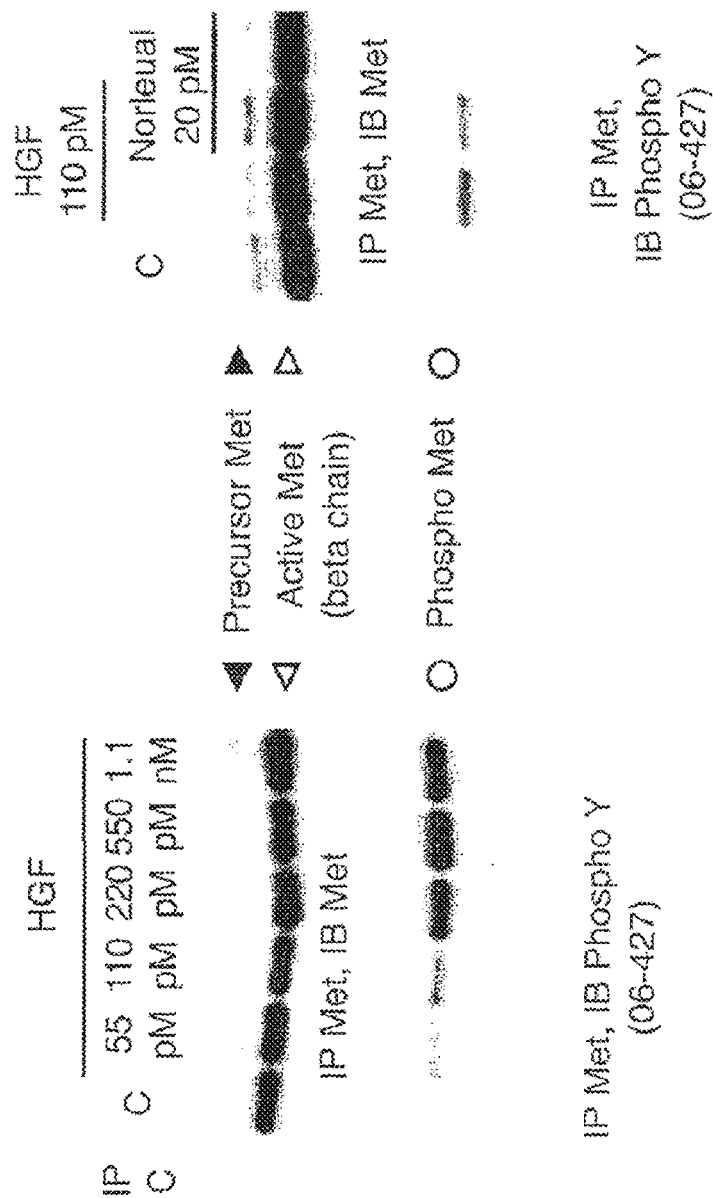 HGF
IP
C
C
55 110 220 550 1.1
pM pM pM pM nM
IP Met, IB Met
IP Met, IB Phospho Y
(06-427)
Precursor Met
Active Met
(beta chain)
Phospho Met
HGF
110 pM
C
Norleual
20 pM
IP Met, IB Met
IP Met,
IB Phospho Y
(06-427)